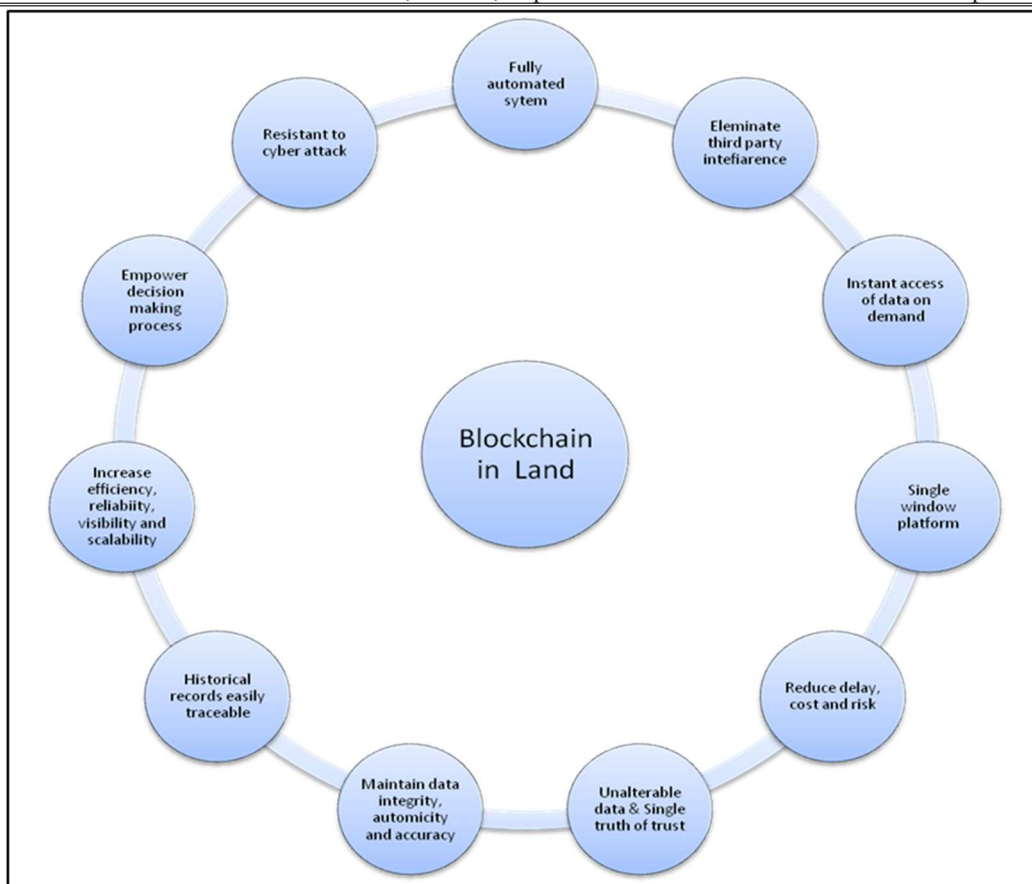 Fully
automated
sytem
Eleminate
third party
intefiarence
Instant access
of data on
demand
Single
window
platform
Reduce delay,
cost and risk
Unalterable
data & Single
truth of trust
Maintain data
integrity,
automicity
and accuracy
Historical
records easily
traceable
Increase
efficiency,
reliabiity,
visibility and
scalability
Empower
decision
making
process
Resistant to
cyber attack
Blockchain
in Land